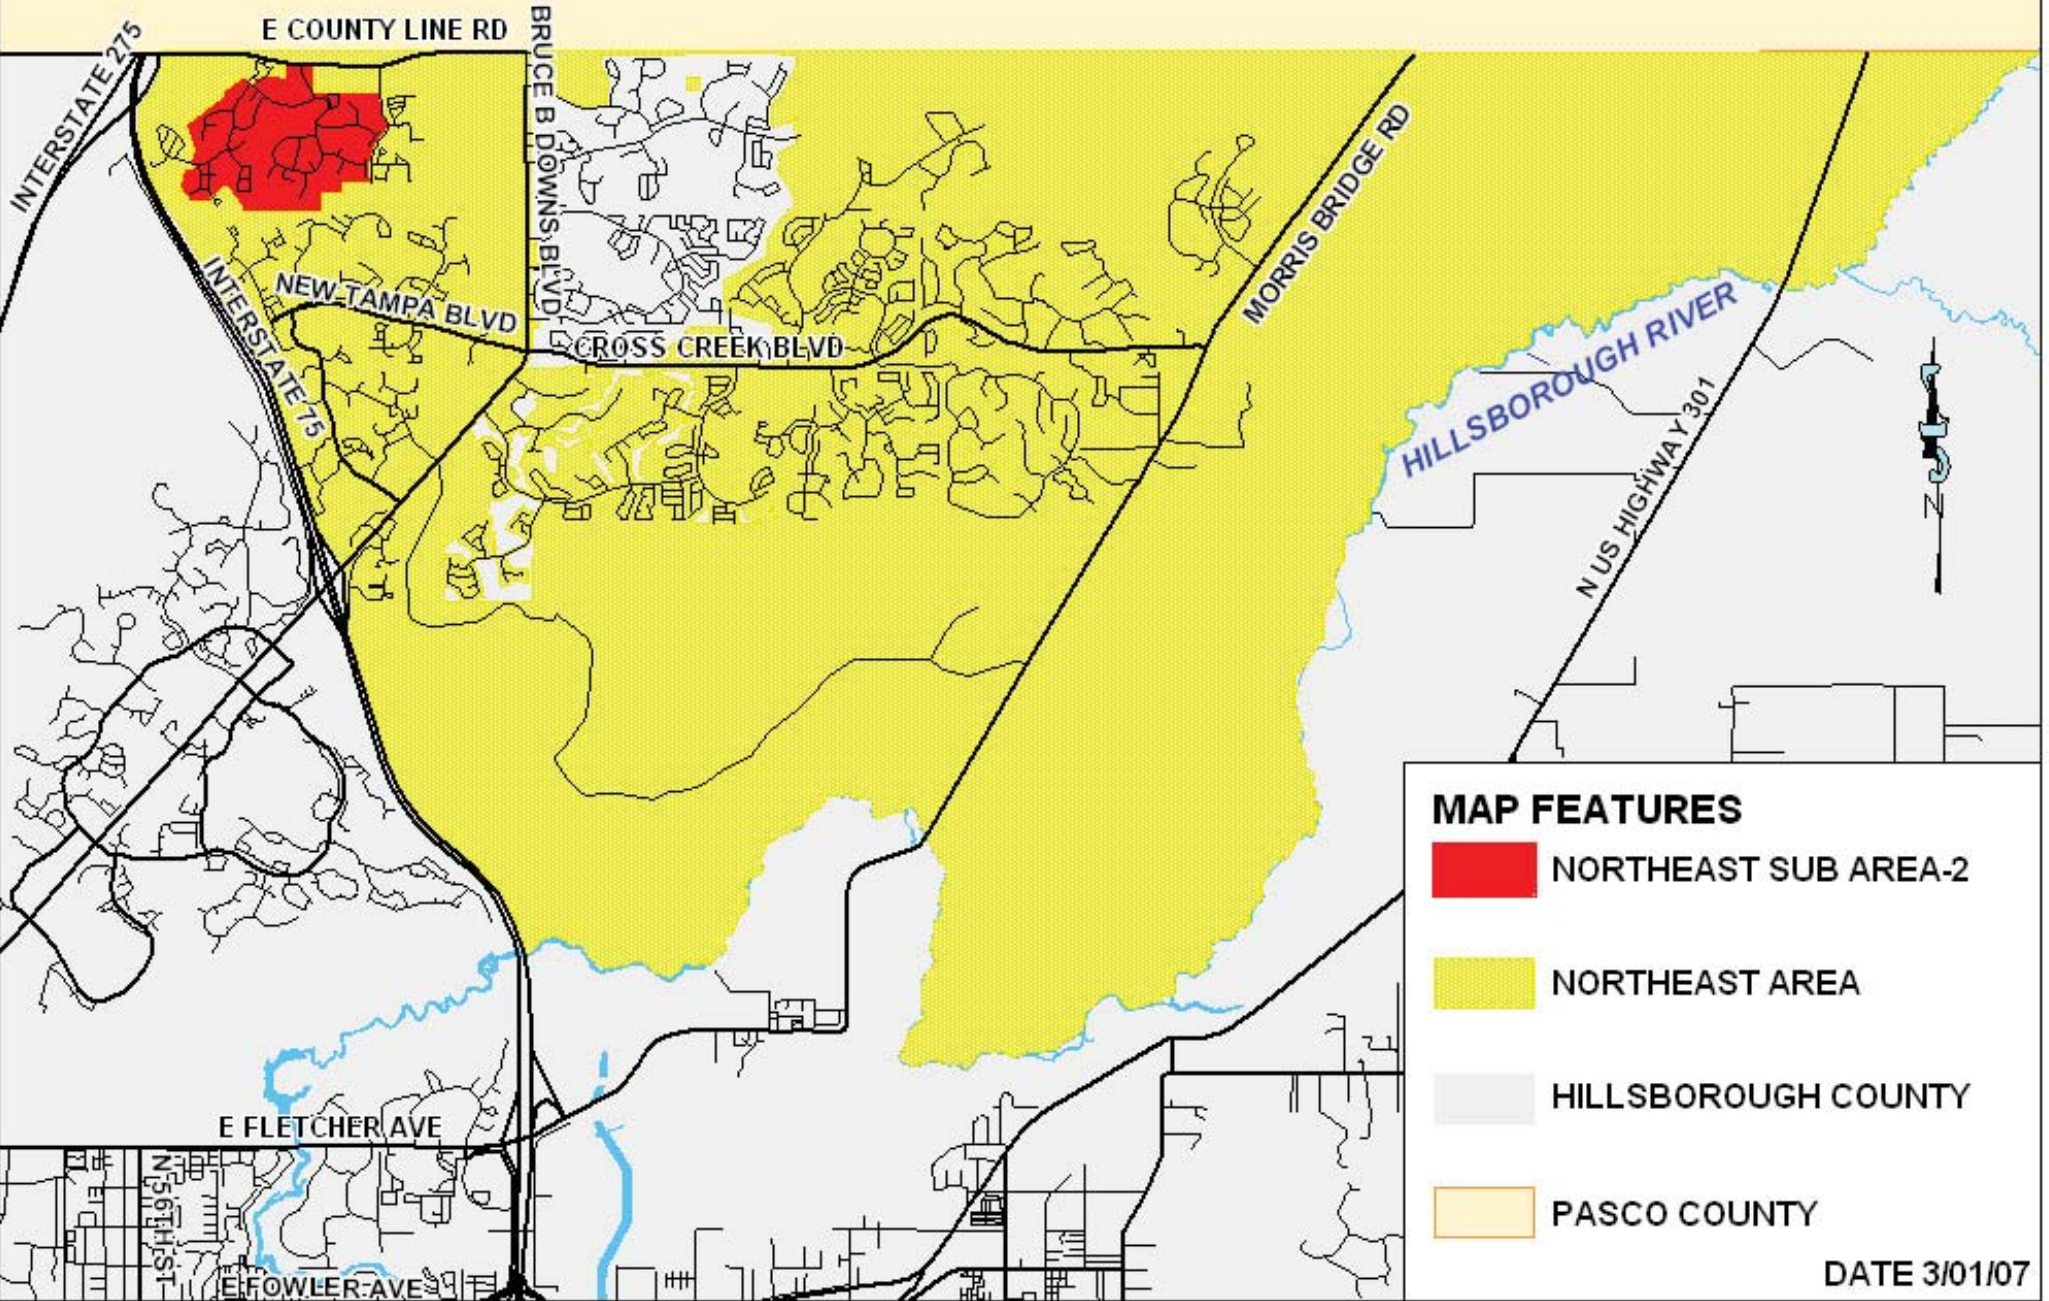 E COUNTY LINE RD
INTERSTATE 275
BRUCE B DOWNS BLVD
MORRIS BRIDGE RD
INTERSTATE 75
NEW TAMPA BLVD
CROSS CREEK BLVD
HILLSBOROUGH RIVER
N US HIGHWAY 301
N
E FLETCHER AVE
N 56TH ST
E FOWLER AVE
MAP FEATURES
NORTHEAST SUB AREA-2
NORTHEAST AREA
HILLSBOROUGH COUNTY
PASCO COUNTY
DATE 3/01/07